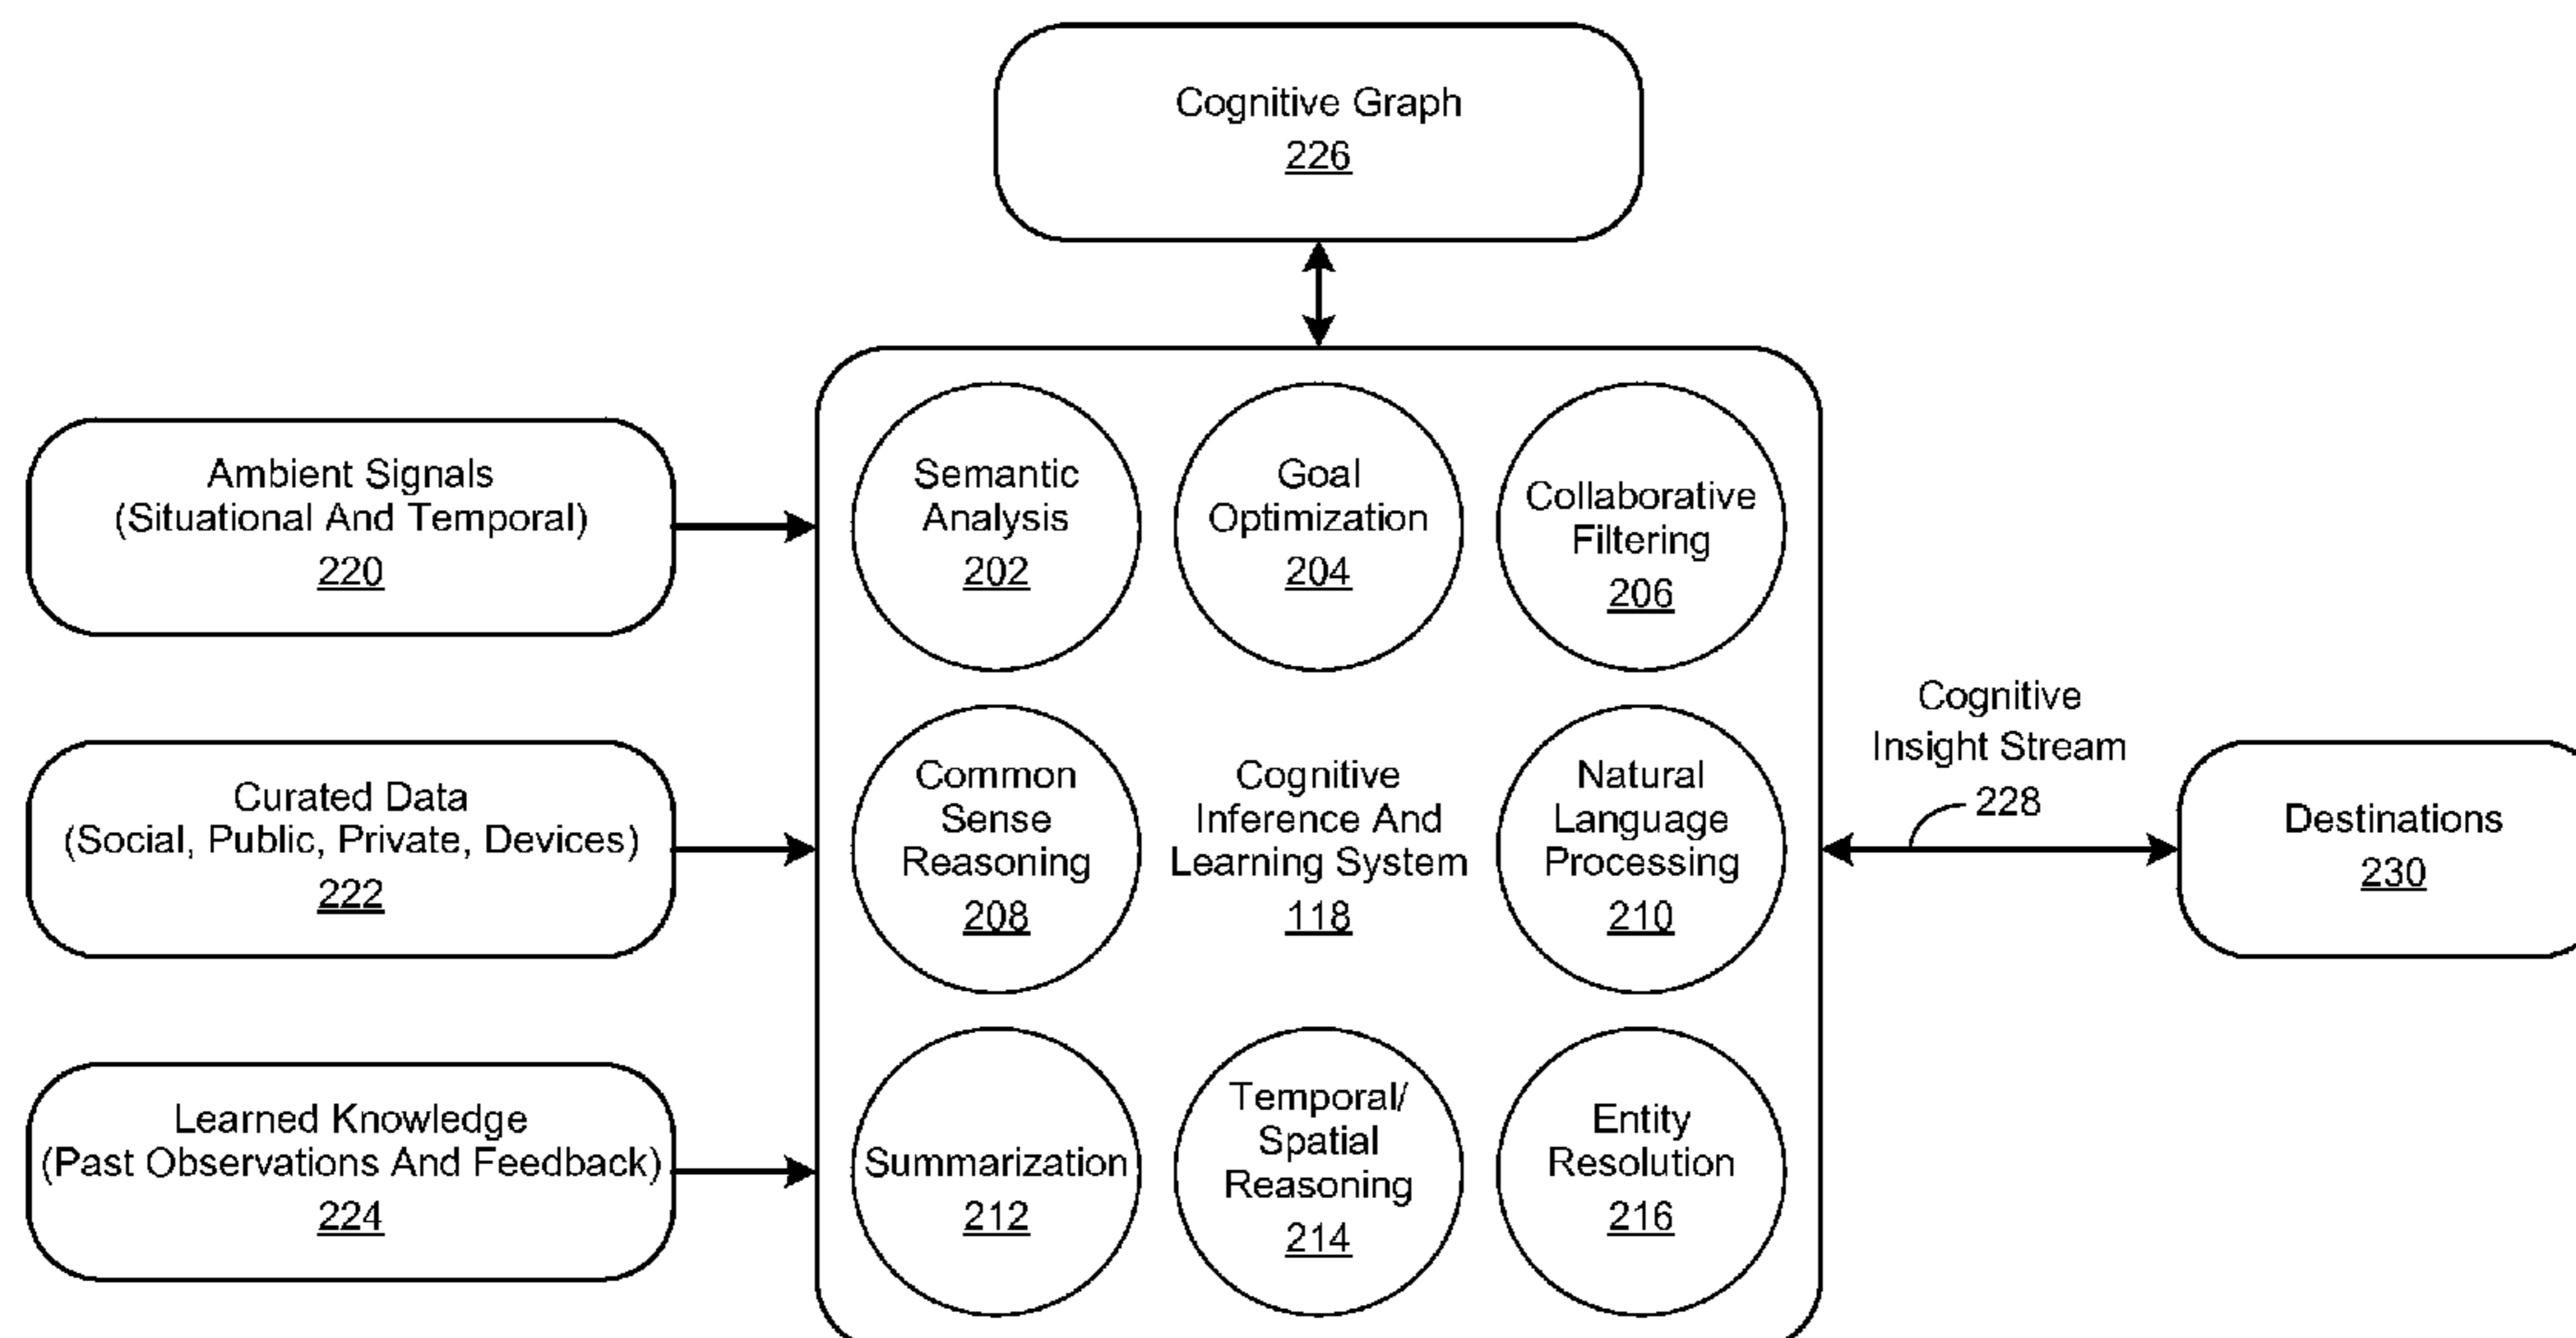 Cognitive Graph
226
Ambient Signals
(Situational And Temporal)
220
Curated Data
(Social, Public, Private, Devices)
222
Learned Knowledge
(Past Observations And Feedback)
224
Semantic
Analysis
202
Goal
Optimization
204
Collaborative
Filtering
206
Common
Sense
Reasoning
208
Cognitive
Inference And
Learning System
118
Natural
Language
Processing
210
Summarization
212
Temporal/
Spatial
Reasoning
214
Entity
Resolution
216
Cognitive
Insight Stream
228
Destinations
230